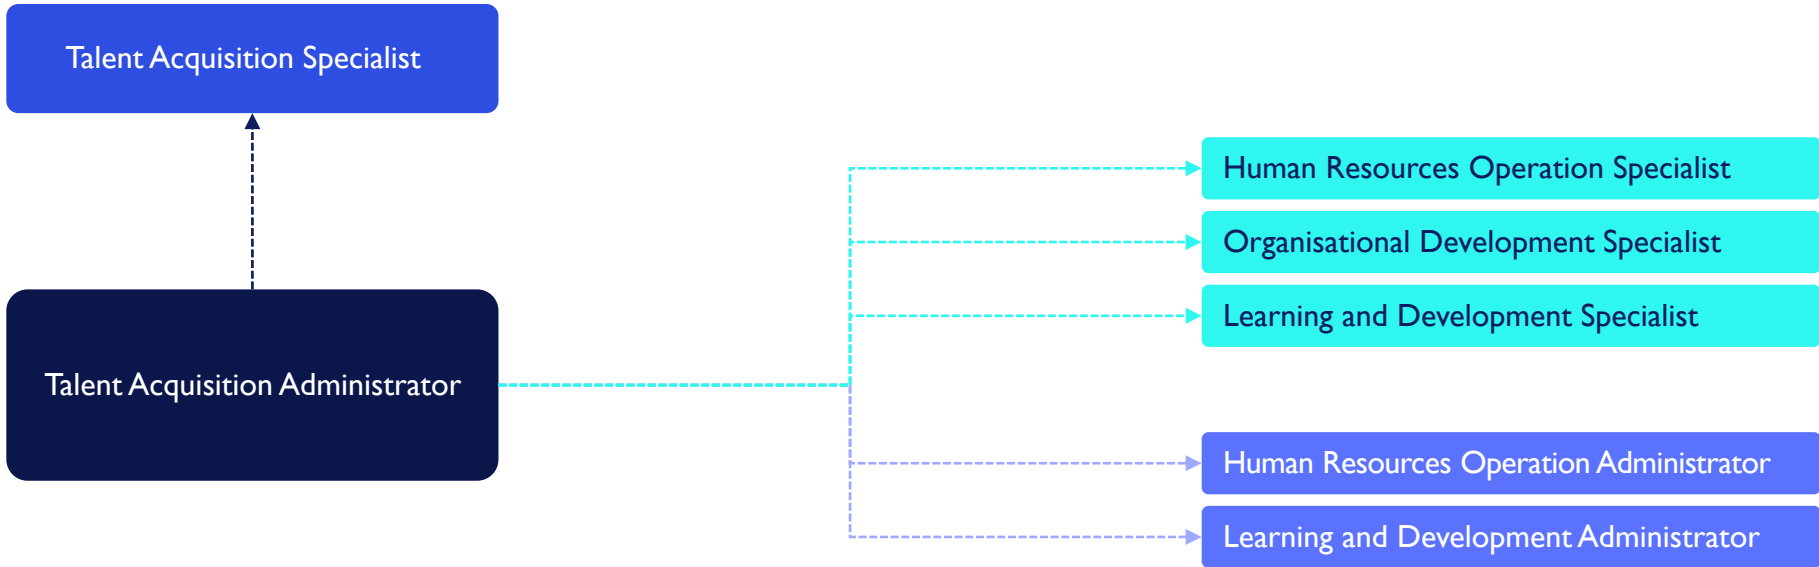 Talent Acquisition Specialist
Human Resources Operation Specialist
Organisational Development Specialist
Learning and Development Specialist
Talent Acquisition Administrator
Human Resources Operation Administrator
Learning and Development Administrator